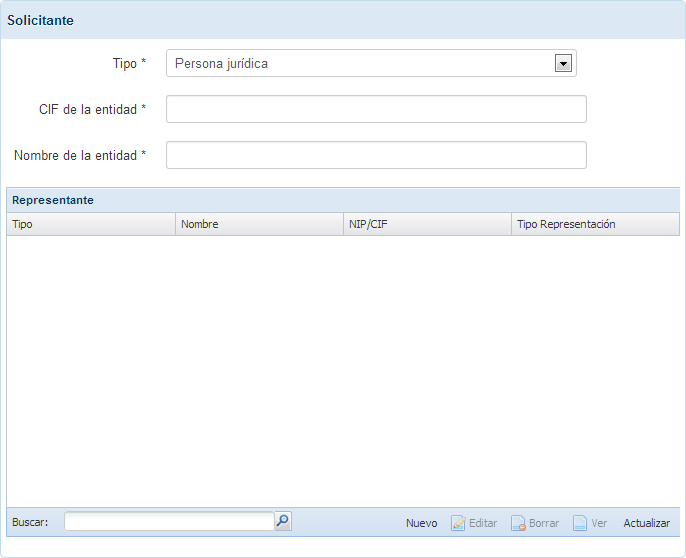 Solicitante
Tipo * Persona jurídica
CIF de la entidad *
Nombre de la entidad *
Representante
Tipo Nombre NIP/CIF Tipo Representación
Buscar: Nuevo Editar Borrar Ver Actualizar